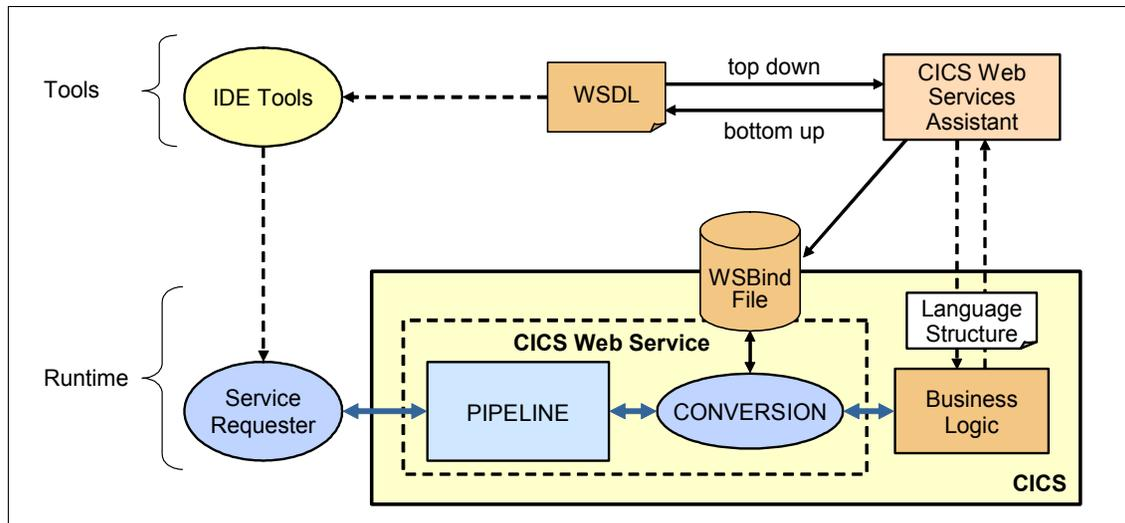 Tools
IDE Tools
WSDL
top down
bottom up
CICS Web
Services
Assistant
WSBind
File
Language
Structure
CICS Web Service
Runtime
Service
Requester
PIPELINE
CONVERSION
Business
Logic
CICS